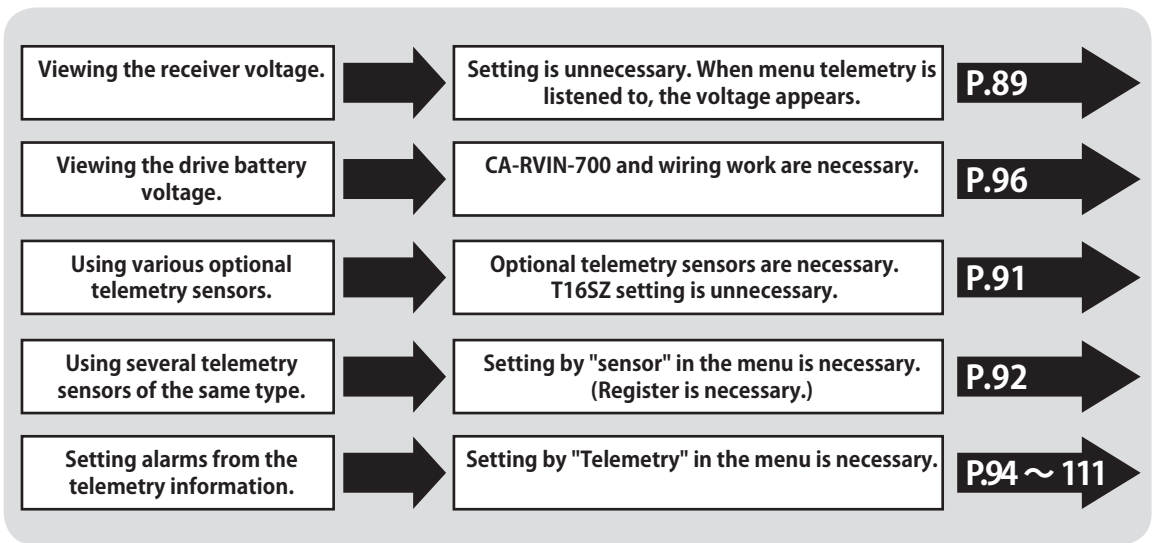 Viewing the receiver voltage.
Setting is unnecessary. When menu telemetry is
listened to, the voltage appears.
P.89
Viewing the drive battery
voltage.
CA-RVIN-700 and wiring work are necessary.
P.96
Using various optional
telemetry sensors.
Optional telemetry sensors are necessary.
T16SZ setting is unnecessary.
P.91
Using several telemetry
sensors of the same type.
Setting by "sensor" in the menu is necessary.
(Register is necessary.)
P.92
Setting alarms from the
telemetry information.
Setting by "Telemetry" in the menu is necessary.
P.94 ～ 111